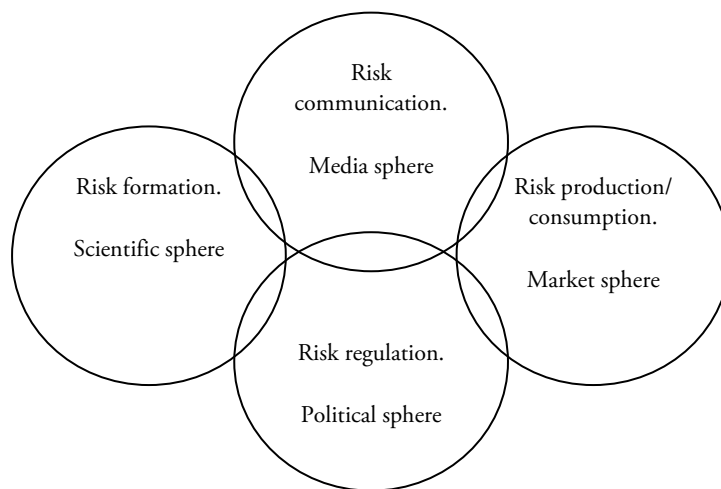 Risk
communication.
Media sphere
Risk formation.
Scientific sphere
Risk production/
consumption.
Market sphere
Risk regulation.
Political sphere